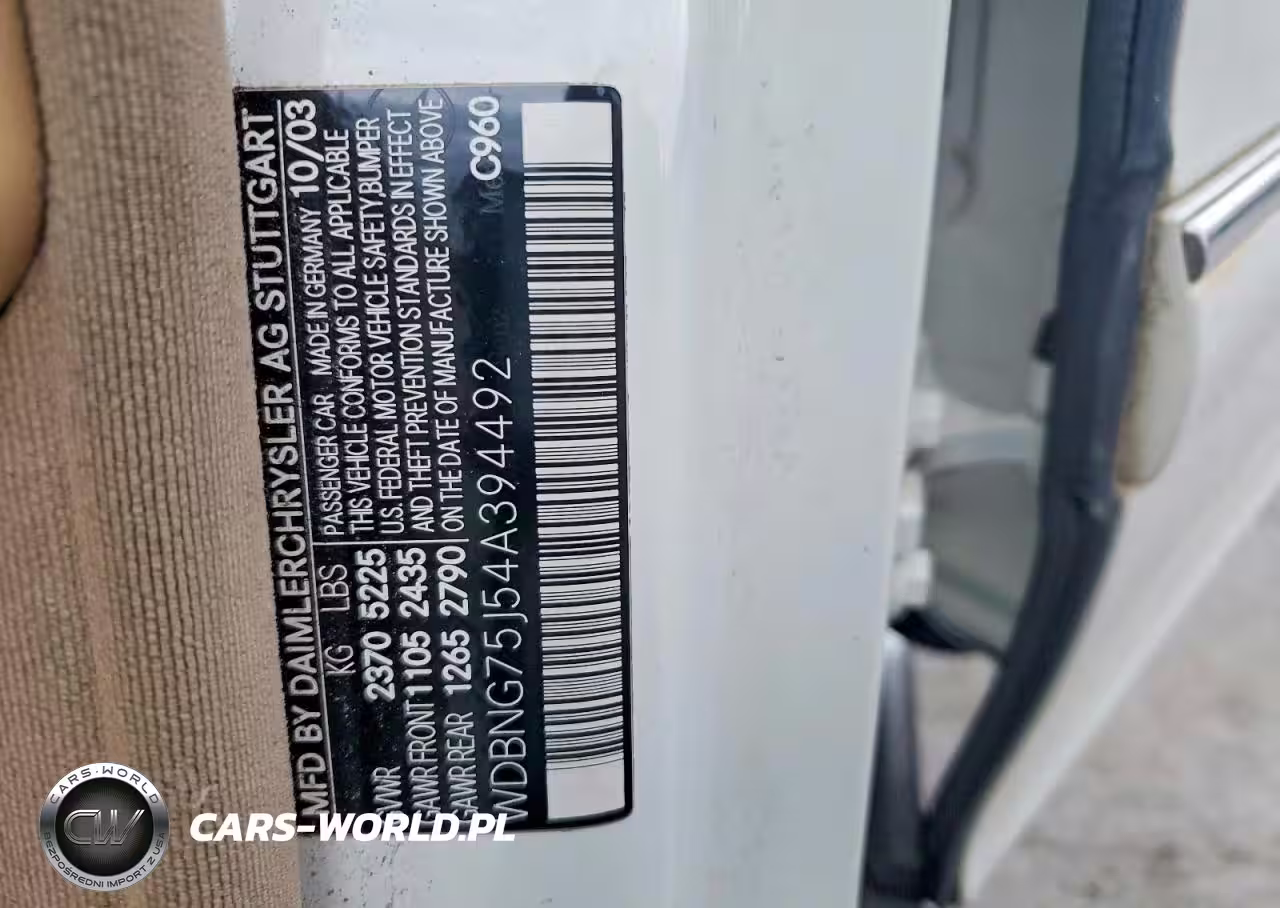 MFD BY DAIMLERCHRYSLER AG STUTTGART
KG LBS PASSENGER CAR MADE IN GERMANY 10/03
THIS VEHICLE CONFORMS TO ALL APPLICABLE
GVWR 2370 5225 U.S. FEDERAL MOTOR VEHICLE SAFETY,BUMPER
GAWR FRONT 1105 2435 AND THEFT PREVENTION STANDARDS IN EFFECT
GAWR REAR 1265 2790 ON THE DATE OF MANUFACTURE SHOWN ABOVE
WDBNG75J54A394492 C960
CARS-WORLD
CW
BEZPOŚREDNI IMPORT Z USA
CARS-WORLD.PL